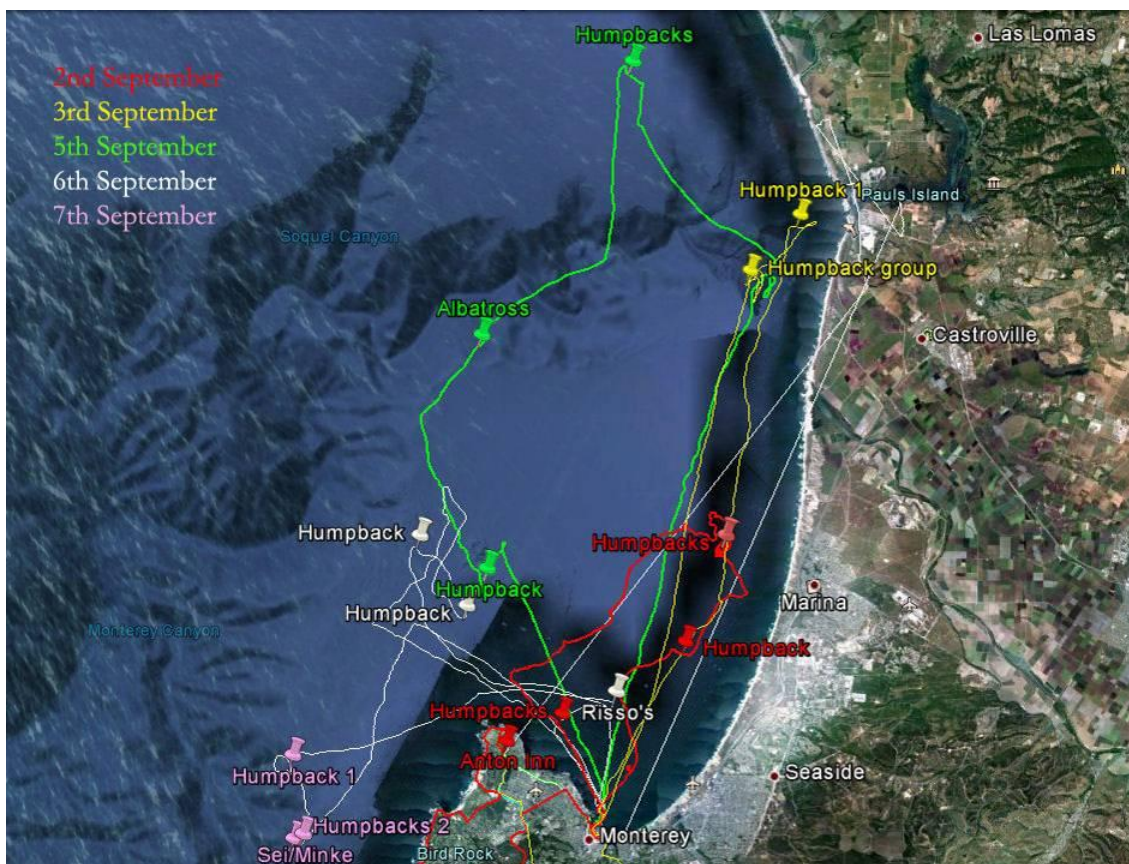 Humpbacks
Las Lomas
2nd September
3rd September
5th September
6th September
7th September
Humpback 1
Pauls Island
Soquel Canyon
Humpback group
Albatross
Castroville
Humpback
Humpbacks
Humpback
Marina
Humpback
Monterey Canyon
Humpback
Humpbacks
Risso's
Anton Inn
Humpback 1
Seaside
Humpbacks 2
Monterey
Sei/Minke
Bird Rock